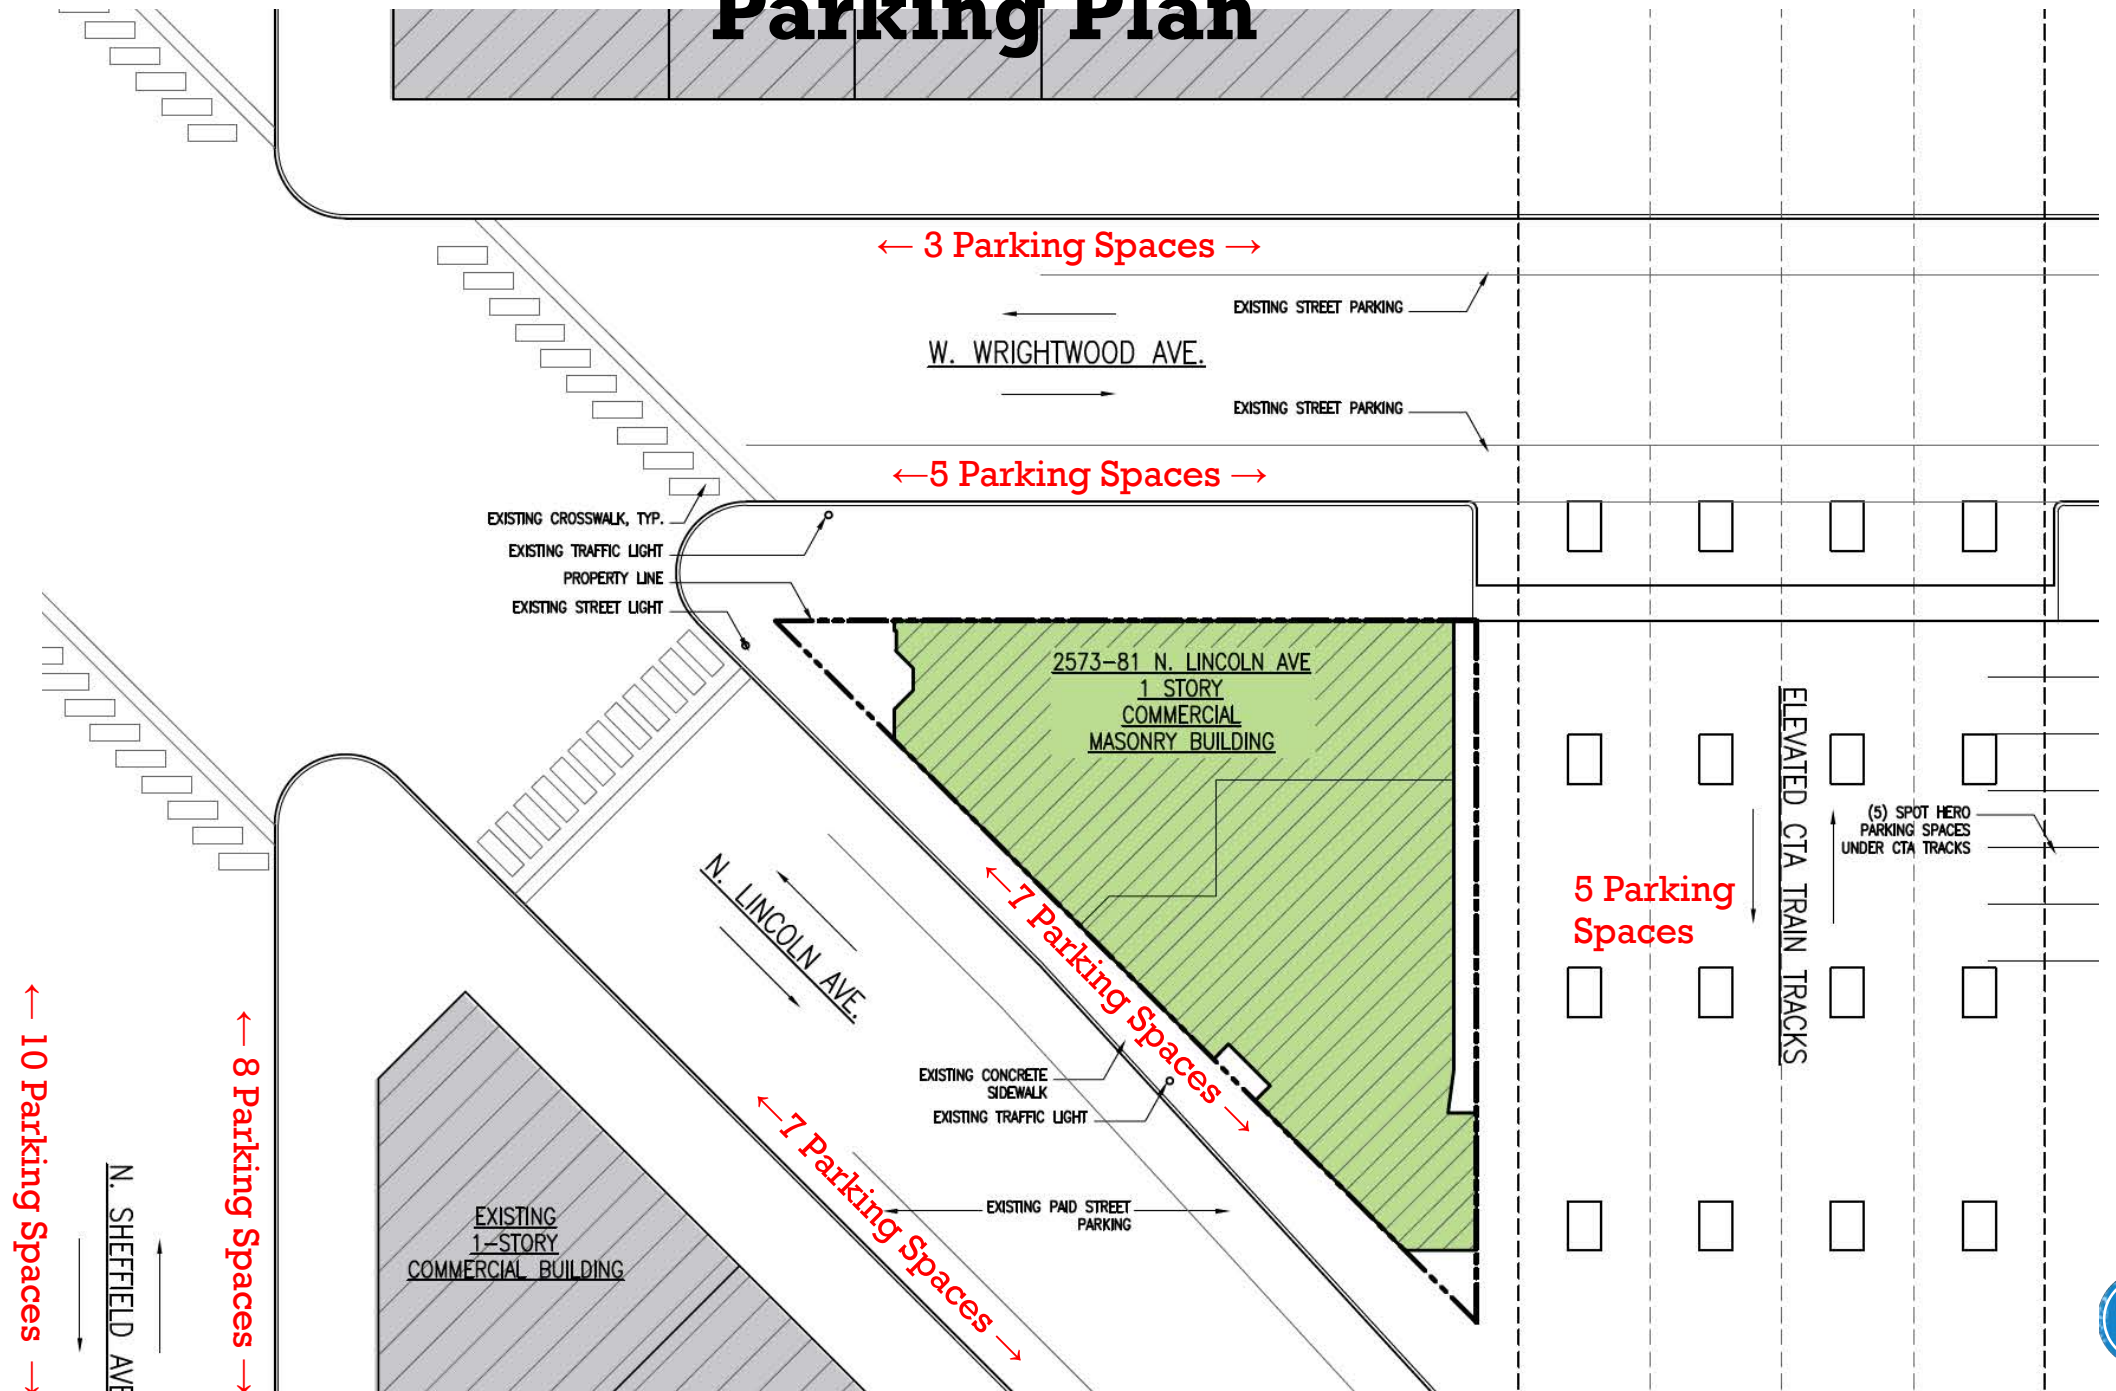 Parking Plan
← 3 Parking Spaces →
EXISTING STREET PARKING
W. WRIGHTWOOD AVE.
EXISTING STREET PARKING
←5 Parking Spaces →
EXISTING CROSSWALK, TYP.
EXISTING TRAFFIC LIGHT
PROPERTY LINE
EXISTING STREET LIGHT
2573-81 N. LINCOLN AVE
1 STORY
COMMERCIAL
MASONRY BUILDING
ELEVATED CTA TRAIN TRACKS
(5) SPOT HERO
PARKING SPACES
UNDER CTA TRACKS
5 Parking
Spaces
N. LINCOLN AVE.
←7 Parking Spaces →
EXISTING CONCRETE
SIDEWALK
EXISTING TRAFFIC LIGHT
←7 Parking Spaces →
EXISTING PAID STREET
PARKING
← 10 Parking Spaces →
N. SHEFFIELD AVE
← 8 Parking Spaces →
EXISTING
1-STORY
COMMERCIAL BUILDING